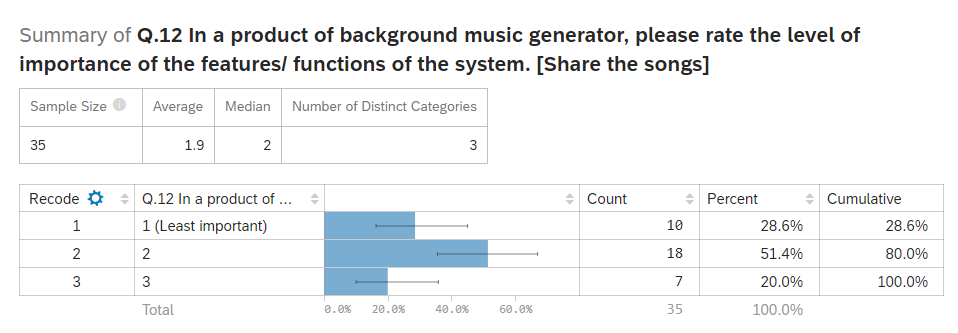 Summary of Q.12 In a product of background music generator, please rate the level of
importance of the features/ functions of the system. [Share the songs]
Sample Size Average Median Number of Distinct Categories
35 1.9 2 3
Recode Q.12 In a product of ... Count Percent Cumulative
1 1 (Least important) 10 28.6% 28.6%
2 2 18 51.4% 80.0%
3 3 7 20.0% 100.0%
Total 0.0% 20.0% 40.0% 60.0% 35 100.0%